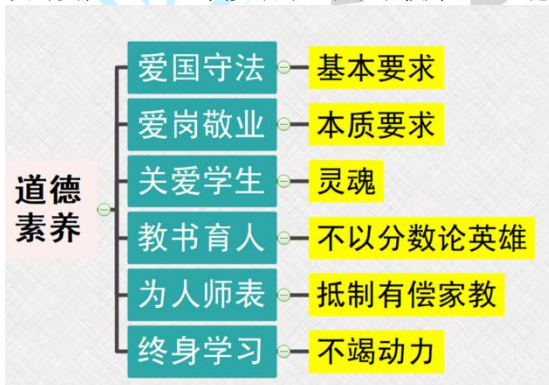 道德
素养
爱国守法 基本要求
爱岗敬业 本质要求
关爱学生 灵魂
教书育人 不以分数论英雄
为人师表 抵制有偿家教
终身学习 不竭动力